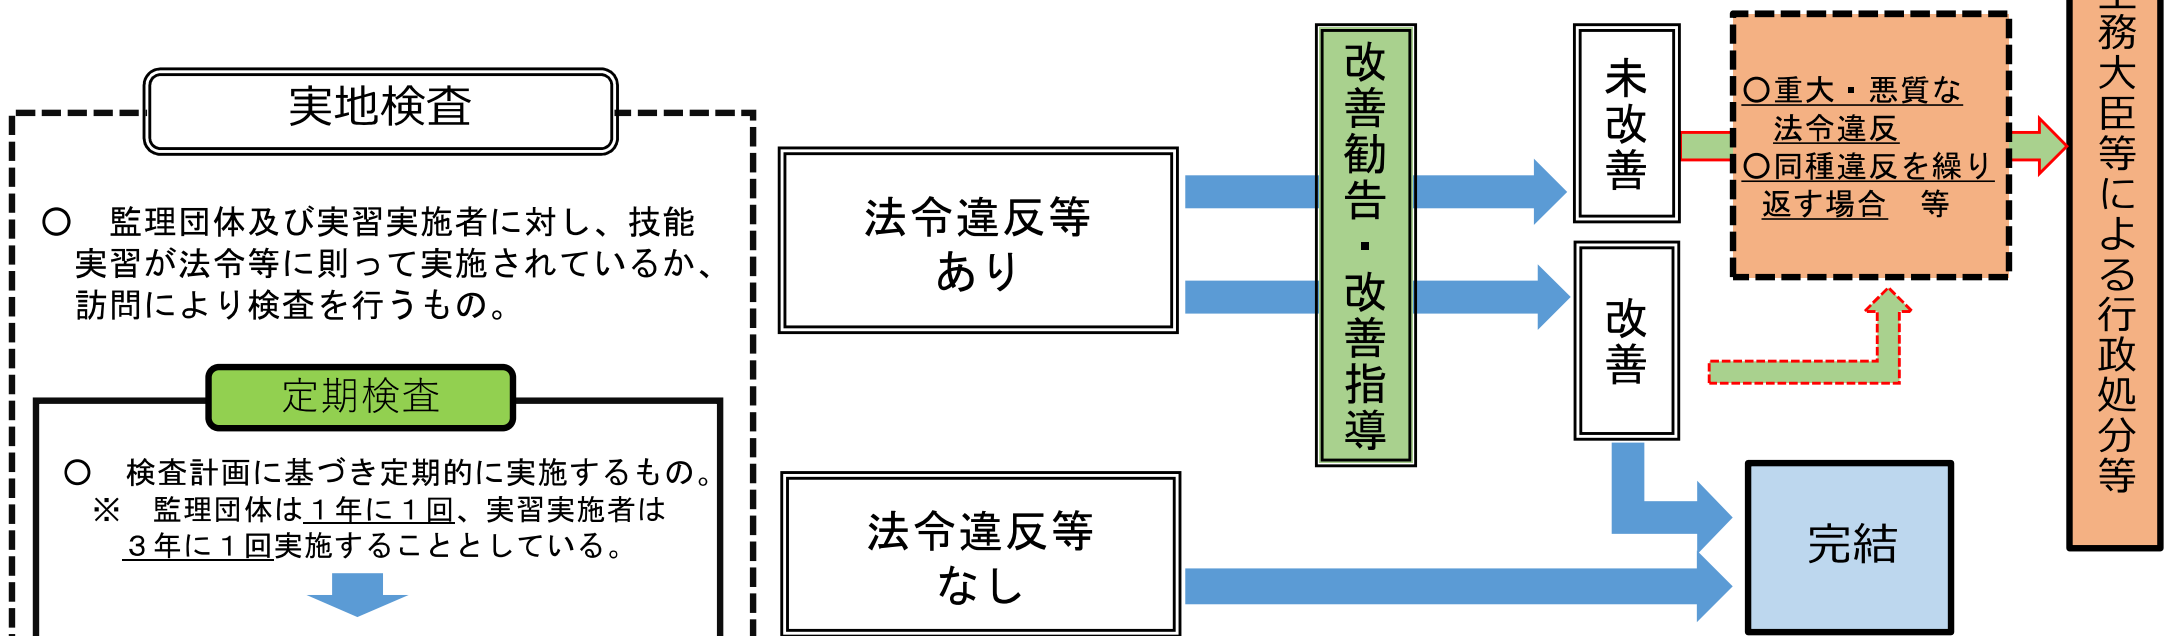 実地検査
○　監理団体及び実習実施者に対し、技能
実習が法令等に則って実施されているか、
訪問により検査を行うもの。
定期検査
○　検査計画に基づき定期的に実施するもの。
※　監理団体は１年に１回、実習実施者は
３年に１回実施することとしている。
法令違反等
あり
法令違反等
なし
改善勧告・改善指導
未改善
改善
○重大・悪質な
法令違反
○同種違反を繰り
返す場合　等
完結
務大臣等による行政処分等